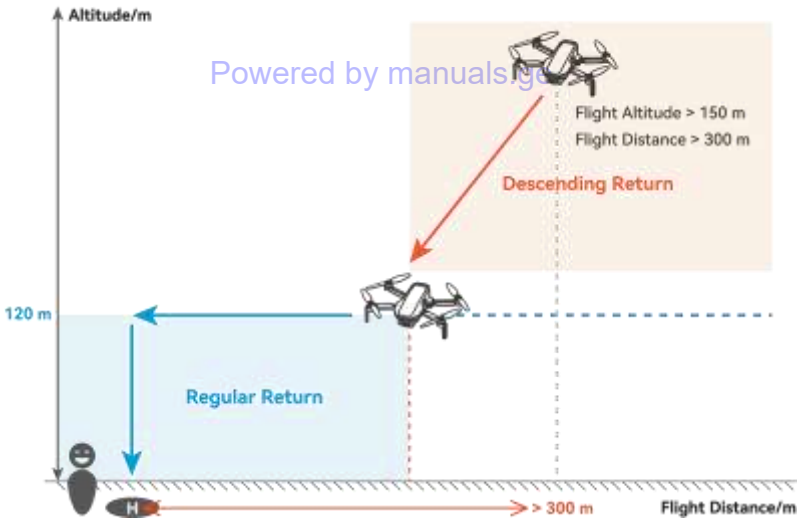 Altitude/m
Powered by manuals.ge
Flight Altitude > 150 m
Flight Distance > 300 m
Descending Return
120 m
Regular Return
H
> 300 m
Flight Distance/m